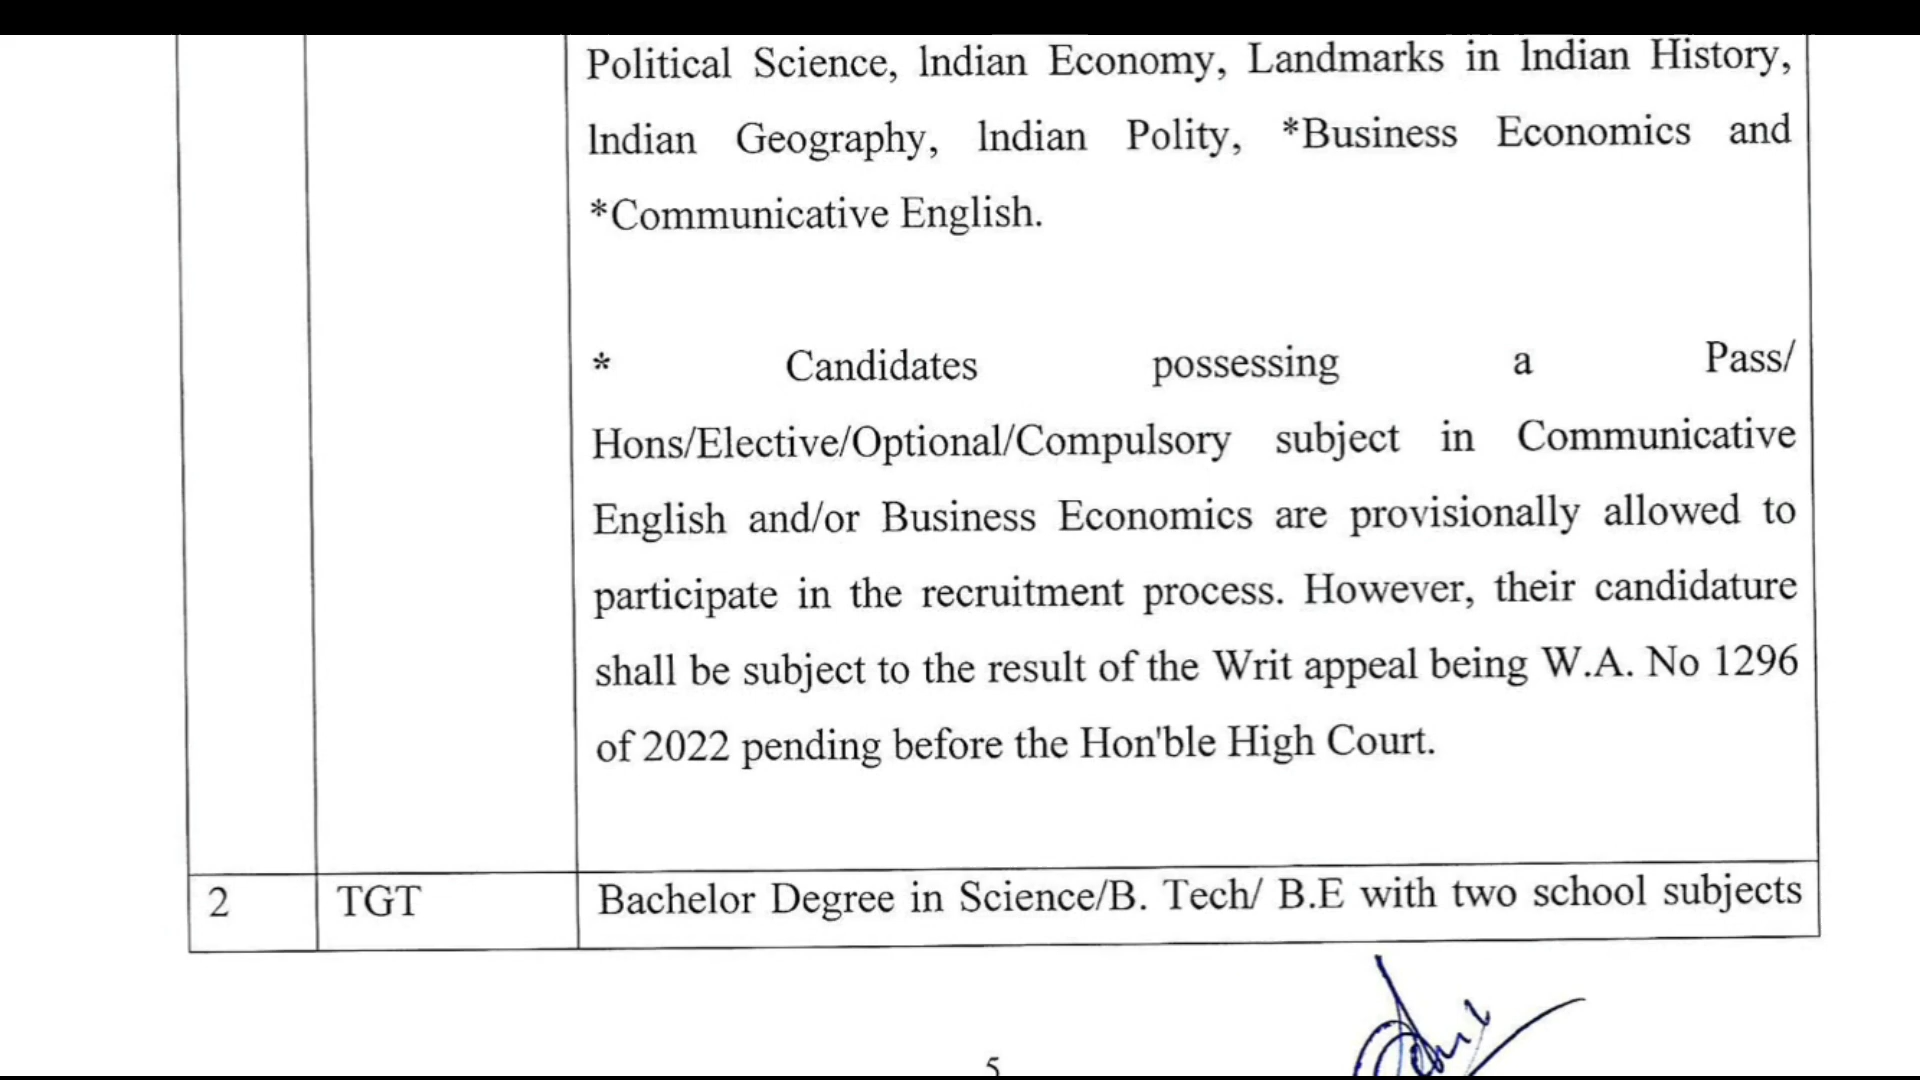 Political Science, Indian Economy, Landmarks in Indian History,
Indian Geography, Indian Polity, *Business Economics and
*Communicative English.
* Candidates possessing a Pass/
Hons/Elective/Optional/Compulsory subject in Communicative
English and/or Business Economics are provisionally allowed to
participate in the recruitment process. However, their candidature
shall be subject to the result of the Writ appeal being W.A. No 1296
of 2022 pending before the Hon'ble High Court.
2 TGT Bachelor Degree in Science/B. Tech/ B.E with two school subjects
5